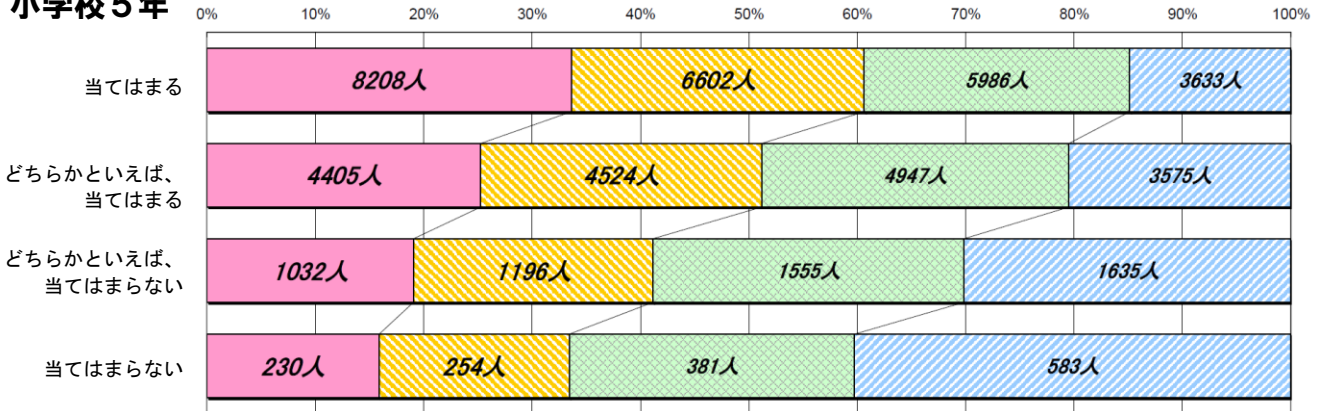 小学校５年
0% 10% 20% 30% 40% 50% 60% 70% 80% 90% 100%
当てはまる
8208人 6602人 5986人 3633人
どちらかといえば、
当てはまる
4405人 4524人 4947人 3575人
どちらかといえば、
当てはまらない
1032人 1196人 1555人 1635人
当てはまらない
230人 254人 381人 583人